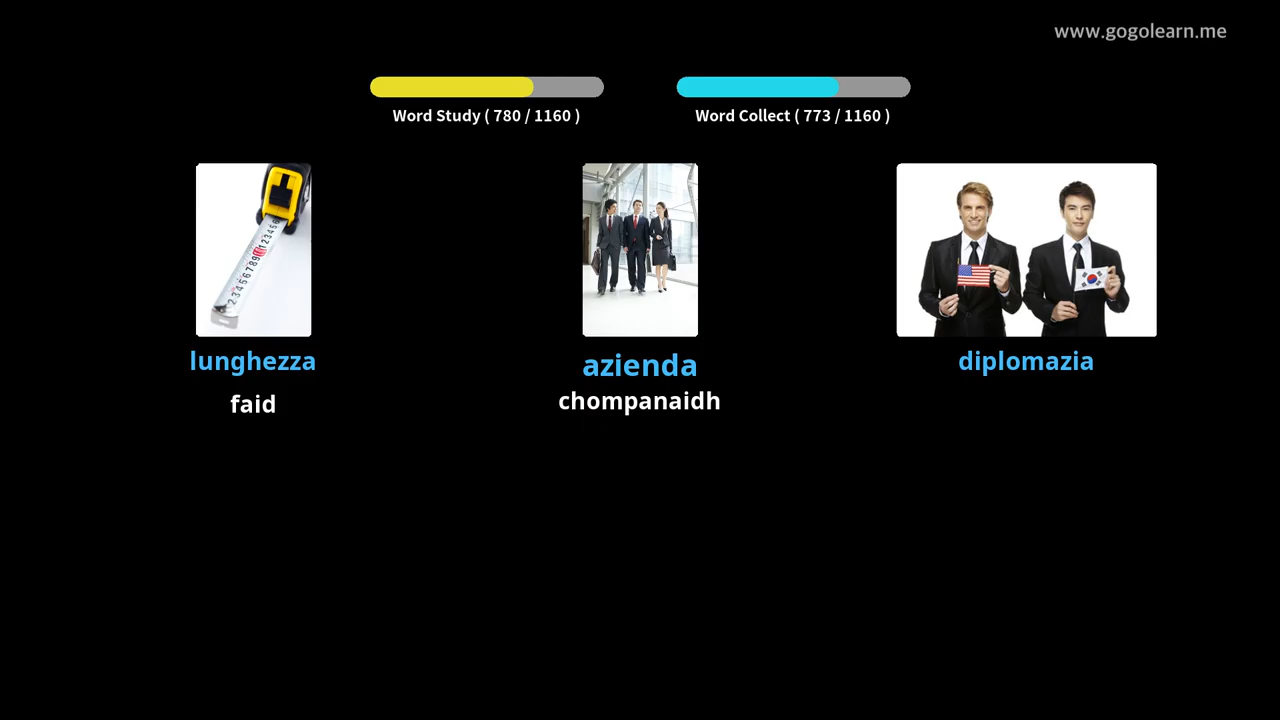 www.gogolearn.me
Word Study ( 780 / 1160 )
Word Collect ( 773 / 1160 )
lunghezza
azienda
diplomazia
faid
chompanaidh